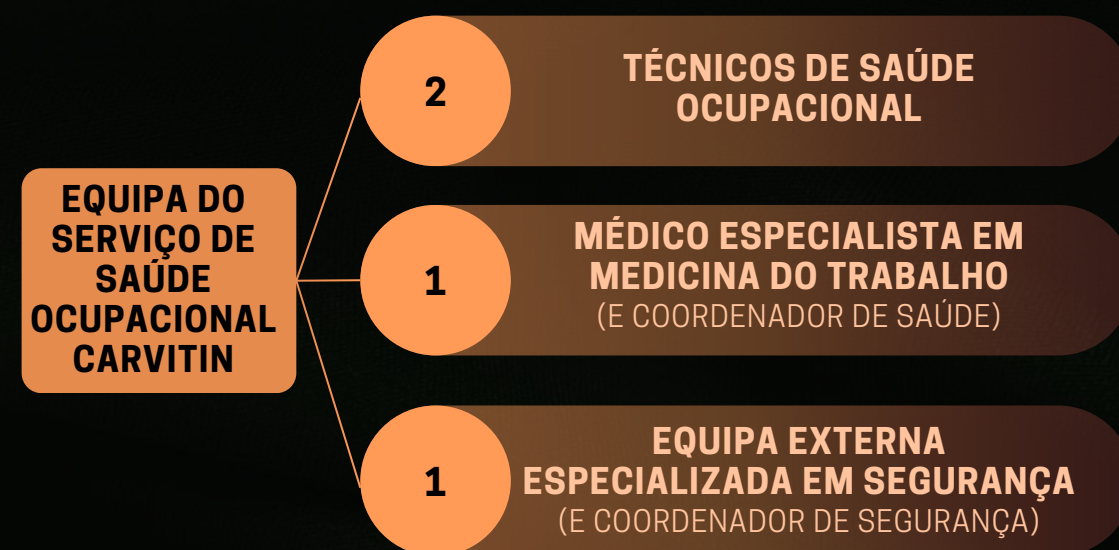 EQUIPA DO
SERVIÇO DE
SAÚDE
OCUPACIONAL
CARVITIN
2
TÉCNICOS DE SAÚDE
OCUPACIONAL
1
MÉDICO ESPECIALISTA EM
MEDICINA DO TRABALHO
(E COORDENADOR DE SAÚDE)
1
EQUIPA EXTERNA
ESPECIALIZADA EM SEGURANÇA
(E COORDENADOR DE SEGURANÇA)